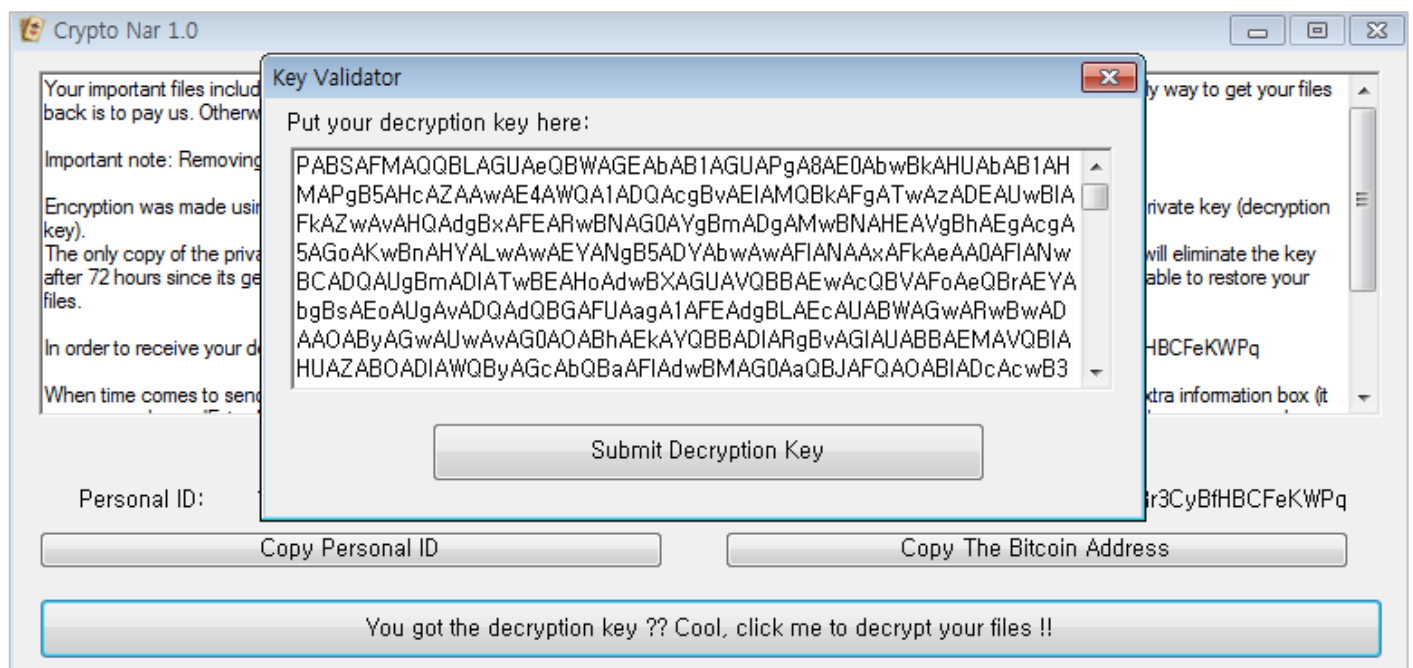 Crypto Nar 1.0
Your important files includ
ly way to get your files
back is to pay us. Otherw
Important note: Removing
Encryption was made usir
rivate key (decryption
key).
The only copy of the priva
will eliminate the key
after 72 hours since its ge
able to restore your
files.
In order to receive your de
HBCFeKWPq
When time comes to send
xtra information box (it
Key Validator
Put your decryption key here:
PABSAFMAQQBLAGUAeQBWAGEAbAB1AGUAPgA8AE0AbwBkAHUAbAB1AH
MAPgB5AHcAZAAwAE4AWQA1ADQAcgBvAEIAMQBkAFgATwAzADEAUwBIA
FkAZwAvAHQAdgBxAFEARwBNAG0AYgBmADgAMwBNAHEAVgBhAEgAcgA
5AGoAKwBnAHYALwAwAEYANgB5ADYAbwAwAFIANAAxAFkAeAA0AFIANw
BCADQAUgBmADIATwBEAHoAdwBXAGUAVQBBAEwAcQBVAFoAeQBrAEYA
bgBsAEoAUgAvADQAdQBGAFUAagA1AFEAdgBLAEcAUABWAGwARwBwAD
AAOAByAGwAUwAvAG0AOABhAEkAYQBBADIARgBvAGIAUABBAEMAVQBIA
HUAZABOADIAWQByAGcAbQBaAFIAdwBMAG0AaQBJAFQAOABIADcAcwB3
Submit Decryption Key
Personal ID:
r3CyBfHBCFeKWPq
Copy Personal ID
Copy The Bitcoin Address
You got the decryption key ?? Cool, click me to decrypt your files !!